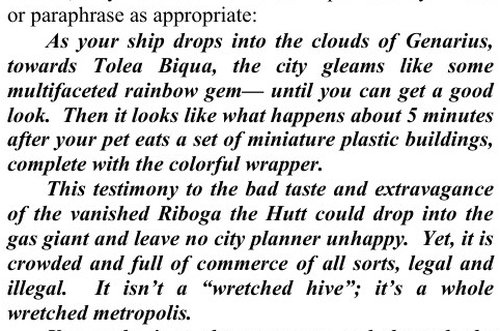 or paraphrase as appropriate:
As your ship drops into the clouds of Genarius,
towards Tolea Biqua, the city gleams like some
multifaceted rainbow gem— until you can get a good
look. Then it looks like what happens about 5 minutes
after your pet eats a set of miniature plastic buildings,
complete with the colorful wrapper.
This testimony to the bad taste and extravagance
of the vanished Riboga the Hutt could drop into the
gas giant and leave no city planner unhappy. Yet, it is
crowded and full of commerce of all sorts, legal and
illegal. It isn't a “wretched hive”; it's a whole
wretched metropolis.